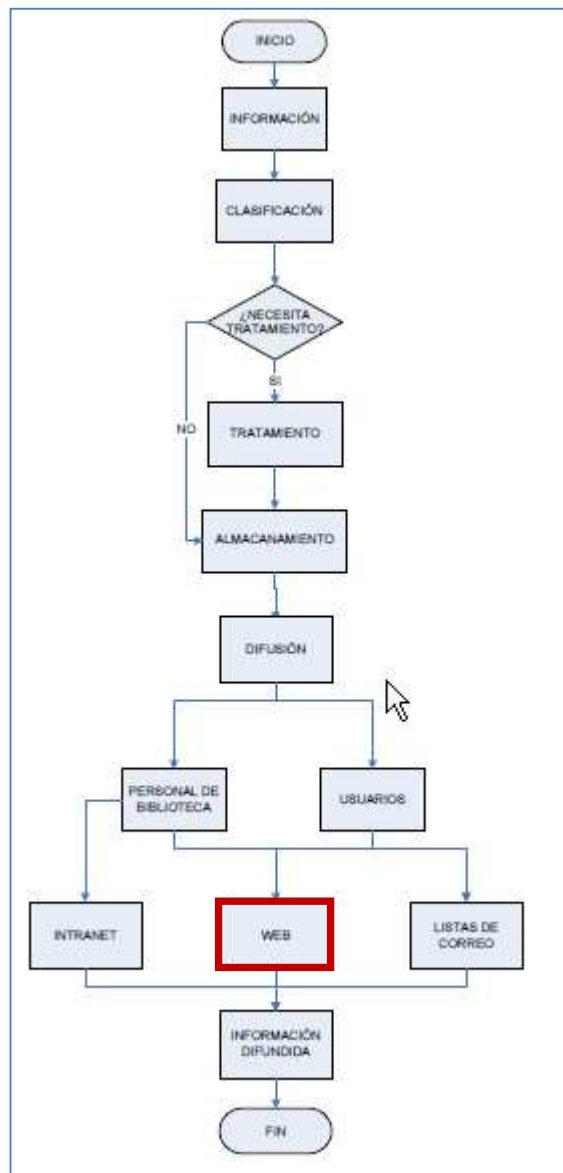 INICIO
INFORMACIÓN
CLASIFICACIÓN
¿NECESITA
TRATAMIENTO?
SI
NO
TRATAMIENTO
ALMACANAMIENTO
DIFUSIÓN
PERSONAL DE
BIBLIOTECA
USUARIOS
INTRANET
WEB
LISTAS DE
CORREO
INFORMACIÓN
DIFUNDIDA
FIN